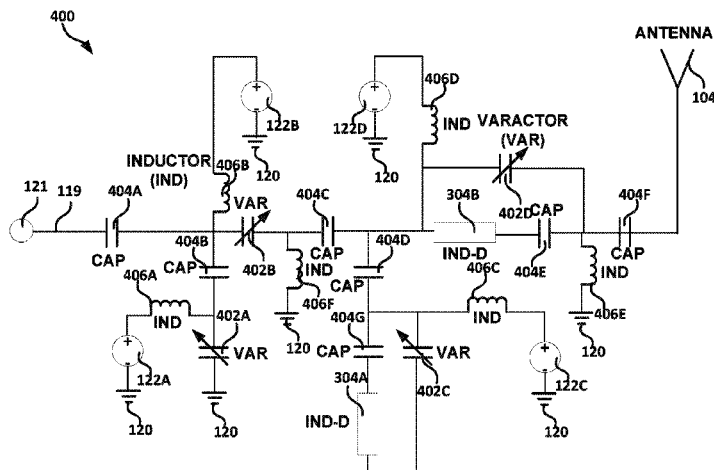 400
ANTENNA
104
122B
120
122D
120
406D
IND
VARACTOR
(VAR)
402D
INDUCTOR
(IND)
406B
VAR
121
119
404A
CAP
404B
CAP
402B
404C
CAP
IND
406F
120
404D
CAP
304B
IND-D
CAP
404E
404F
CAP
IND
406E
120
406A
IND
402A
VAR
122A
120
120
404G
CAP
304A
IND-D
VAR
402C
406C
IND
122C
120